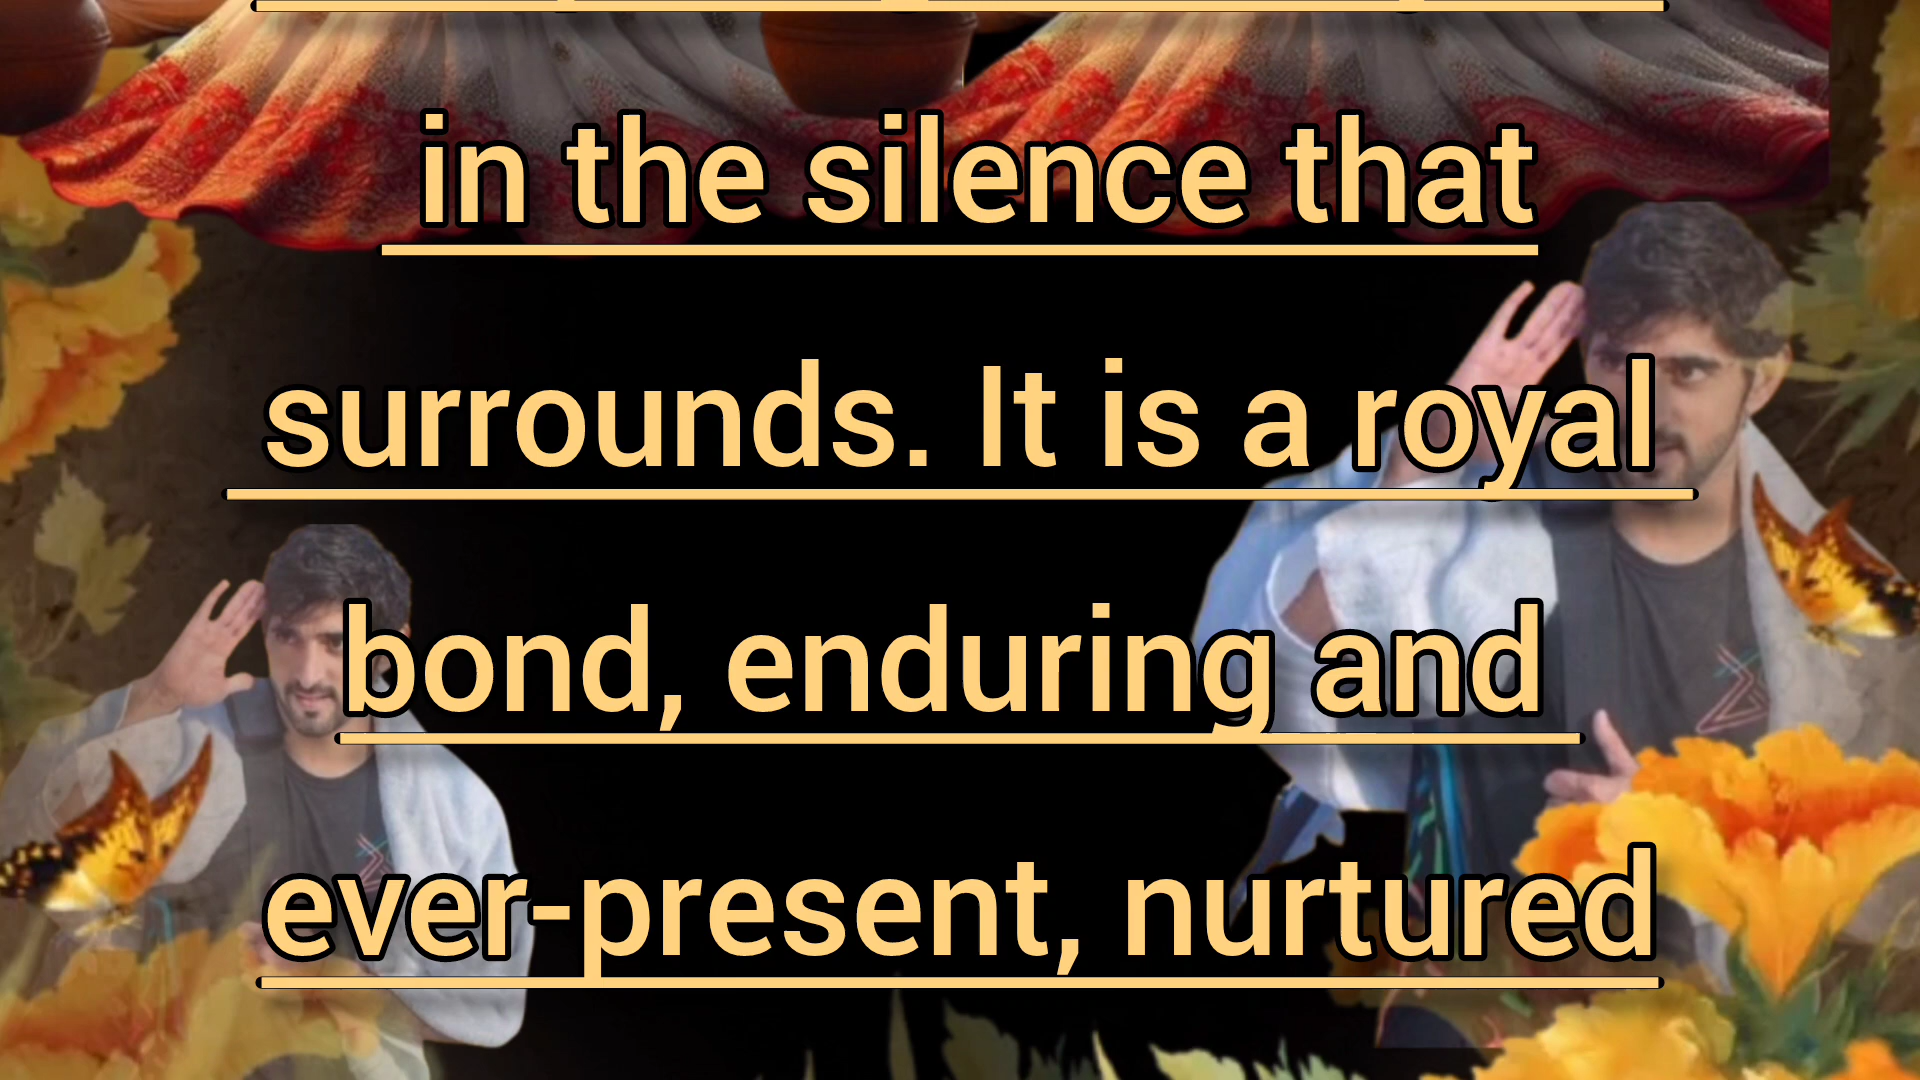 in the silence that
surrounds. It is a royal
bond, enduring and
ever-present, nurtured